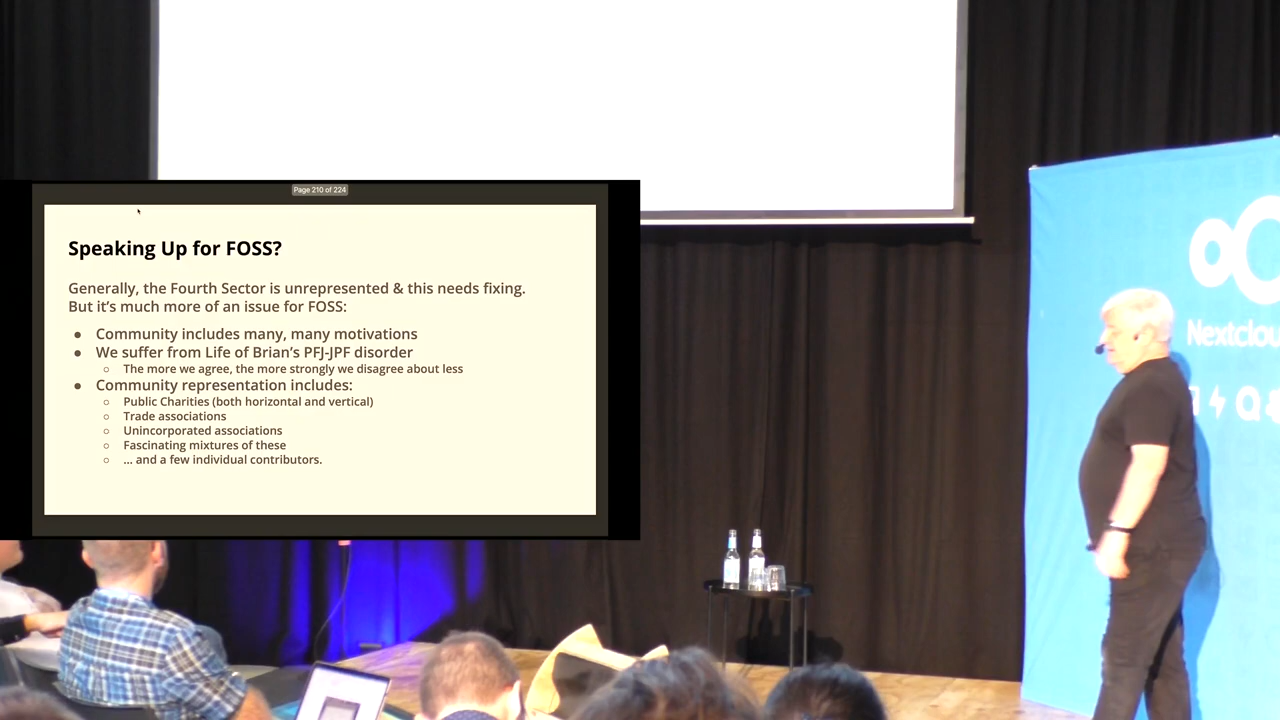 Page 210 of 224
Speaking Up for FOSS?
Generally, the Fourth Sector is unrepresented & this needs fixing.
But it's much more of an issue for FOSS:
● Community includes many, many motivations
● We suffer from Life of Brian's PFJ-JPF disorder
○ The more we agree, the more strongly we disagree about less
● Community representation includes:
○ Public Charities (both horizontal and vertical)
○ Trade associations
○ Unincorporated associations
○ Fascinating mixtures of these
○ ... and a few individual contributors.
Nextclou